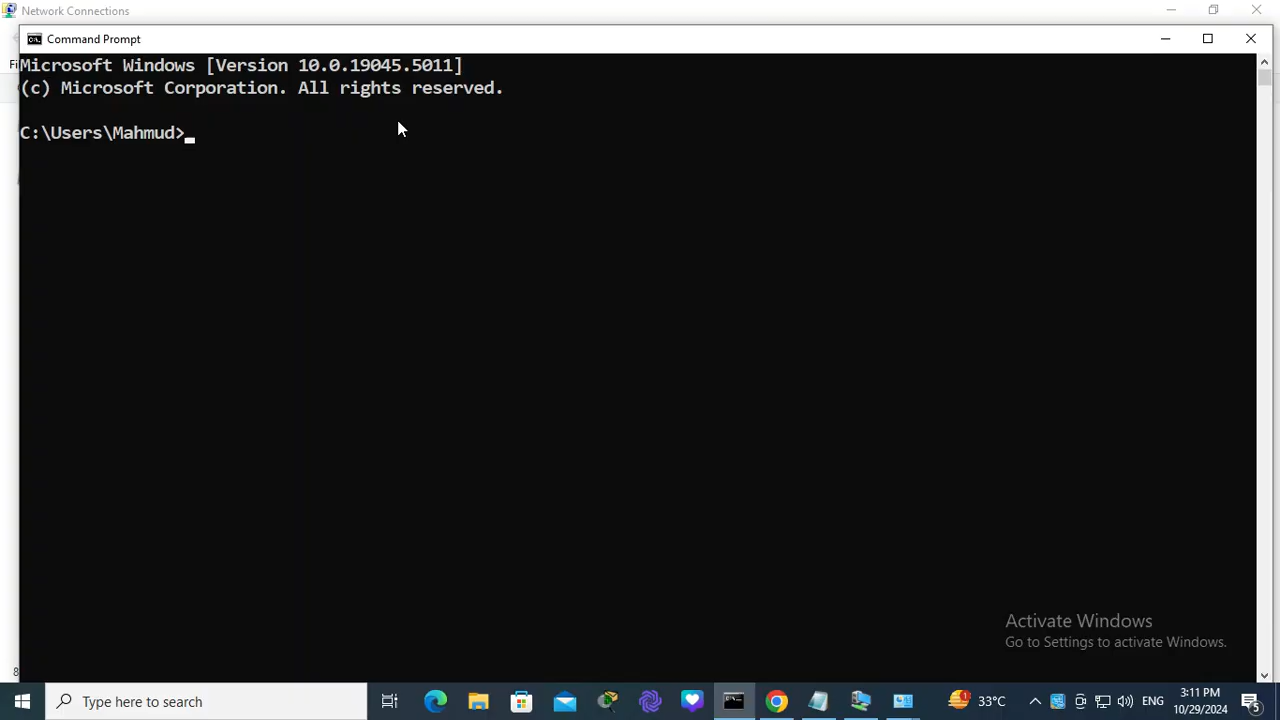 Network Connections
Command Prompt
Microsoft Windows [Version 10.0.19045.5011]
(c) Microsoft Corporation. All rights reserved.
C:\Users\Mahmud>
Activate Windows
Go to Settings to activate Windows.
Type here to search
1
33°C
ENG
3:11 PM
10/29/2024
5